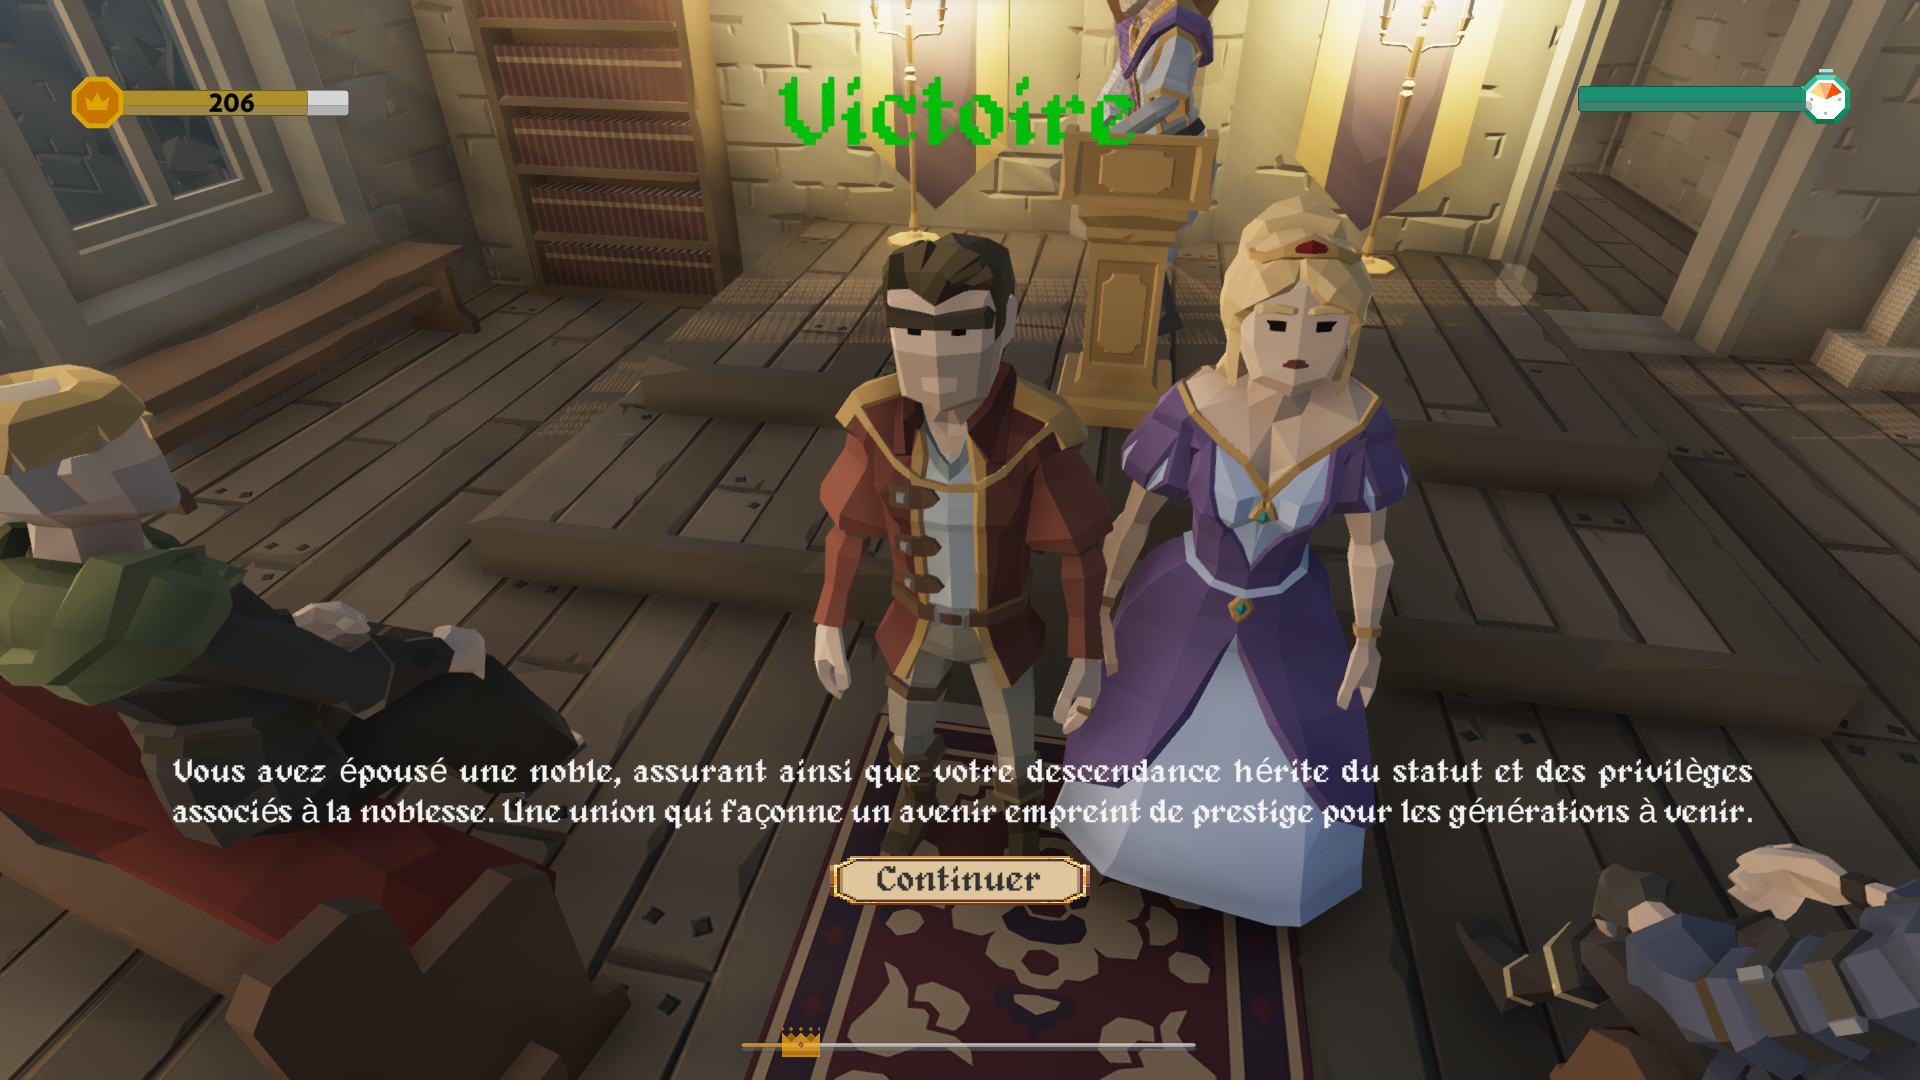 206
Victoire
Vous avez épousé une noble, assurant ainsi que votre descendance hérite du statut et des privilèges
associés à la noblesse. Une union qui façonne un avenir empreint de prestige pour les générations à venir.
Continuer